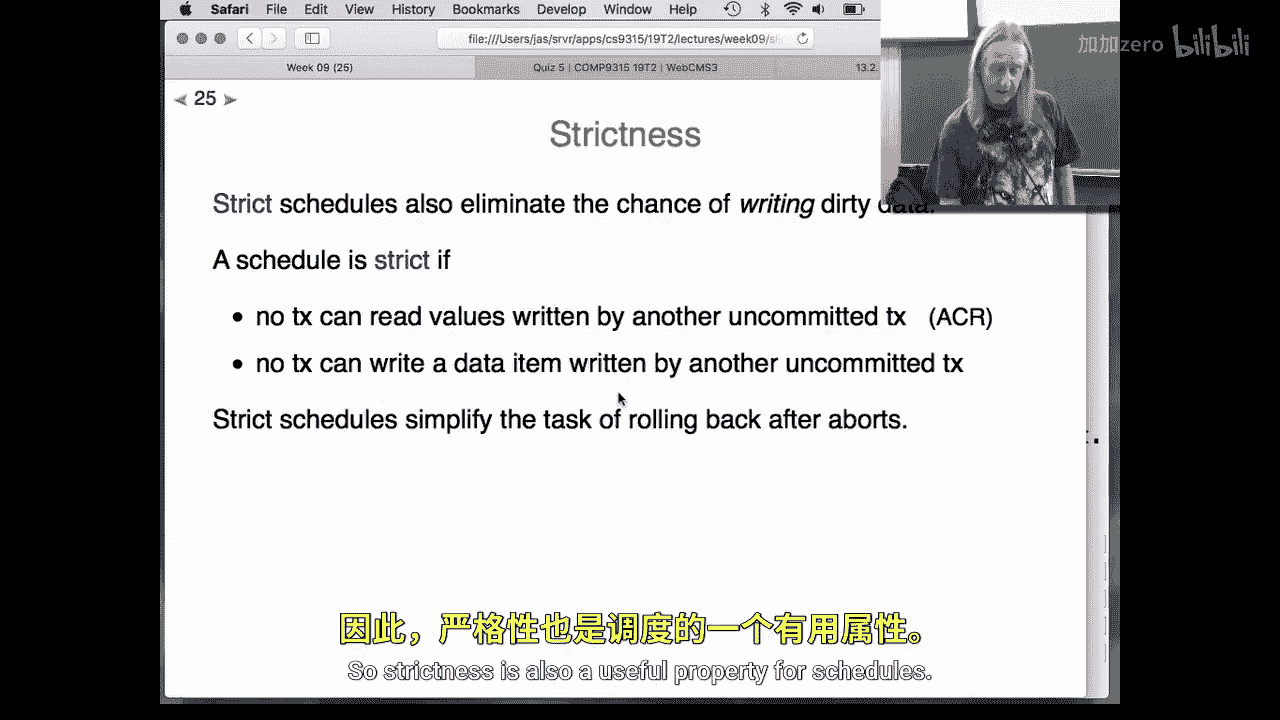 Safari File Edit View History Bookmarks Develop Window Help
file:///Users/jas/srvr/apps/cs9315/19T2/lectures/week09/sli
Week 09 (25) Quiz 5 | COMP9315 19T2 | WebCMS3 13.2.
加加zero bilibili
25
Strictness
Strict schedules also eliminate the chance of writing dirty data.
A schedule is strict if
• no tx can read values written by another uncommitted tx (ACR)
• no tx can write a data item written by another uncommitted tx
Strict schedules simplify the task of rolling back after aborts.
因此，严格性也是调度的一个有用属性。
So strictness is also a useful property for schedules.